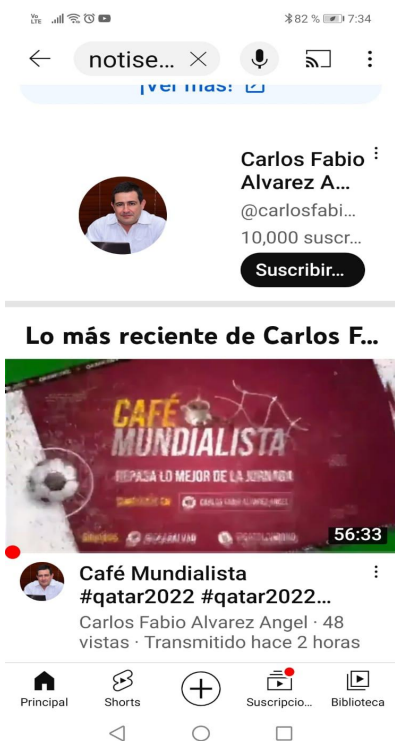 Vo
LTE
82 % 7:34
notise...
¡Ver más!
Carlos Fabio
Alvarez A...
@carlosfabi...
10,000 suscr...
Suscribir...
Lo más reciente de Carlos F...
CAFÉ
MUNDIALISTA
REPASA LO MEJOR DE LA JORNADA
CARLOS FABIO ALVAREZ ANGEL
56:33
Café Mundialista
#qatar2022 #qatar2022...
Carlos Fabio Alvarez Angel · 48
vistas · Transmitido hace 2 horas
Principal
Shorts
Suscripcio...
Biblioteca